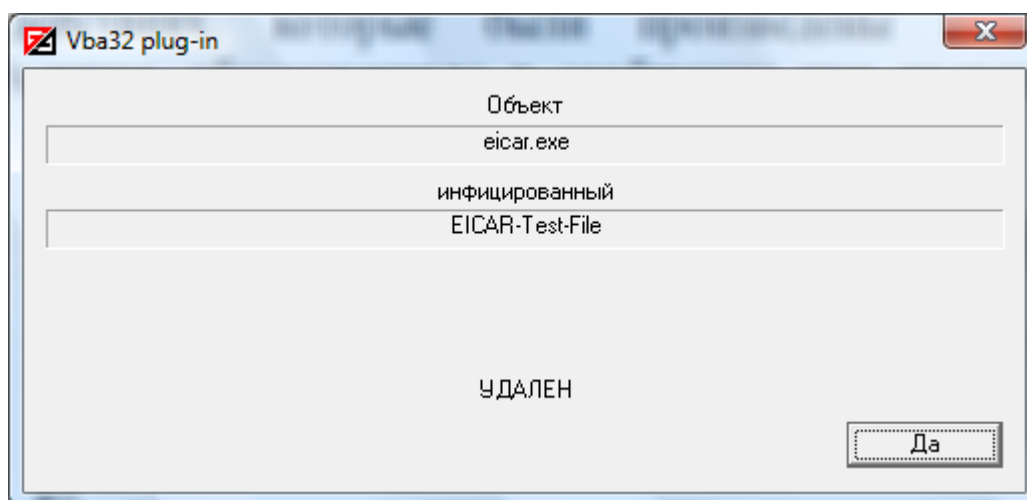 Vba32 plug-in
Объект
eicar.exe
инфицированный
EICAR-Test-File
УДАЛЕН
Да